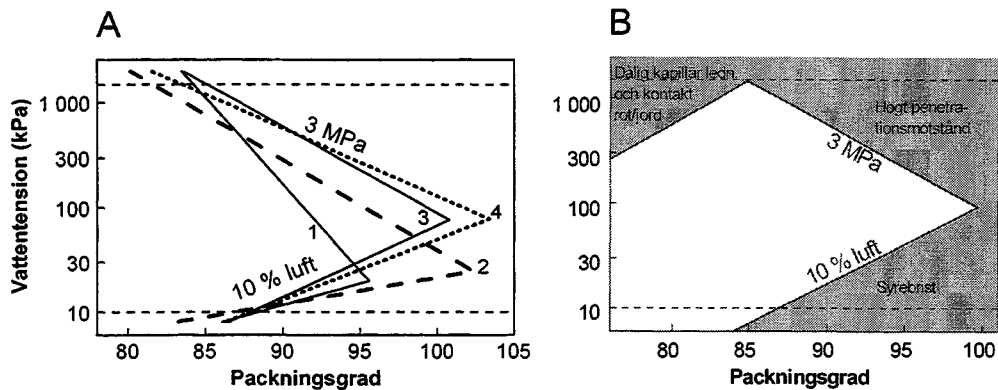 A
Vattentension (kPa)
1 000
300
100
30
10
3 MPa
10 % luft
1
2
3
4
80
85
90
95
100
105
Packningsgrad
B
1 000
300
100
30
10
Dålig kapillar ledn.
och kontakt
rot/jord
Högt penetra-
tionsmotstånd
3 MPa
10 % luft
Syrebrist
80
85
90
95
100
Packningsgrad